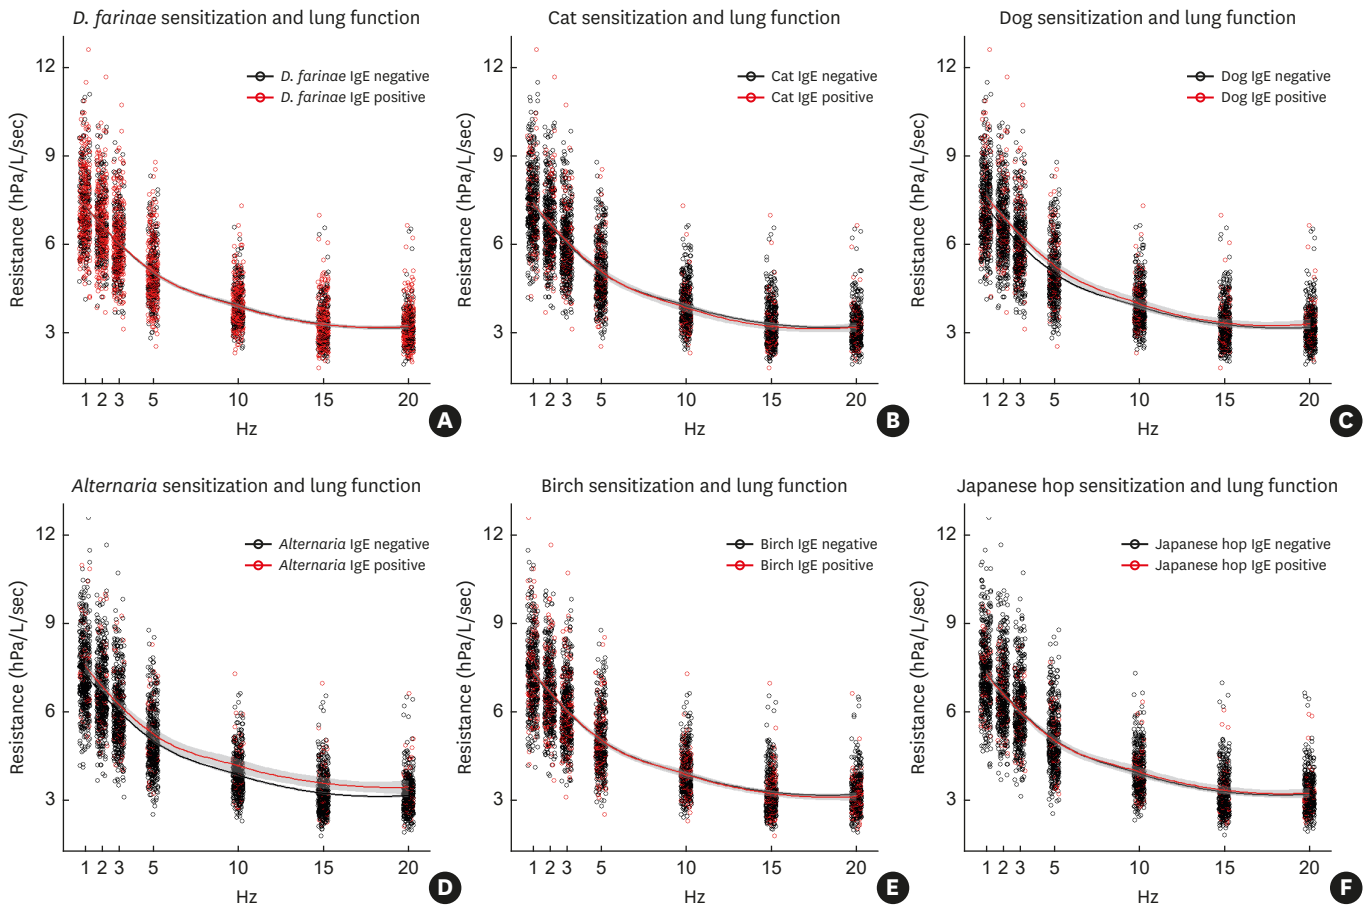 D. farinae sensitization and lung function
12
9
6
3
Resistance (hPa/L/sec)
D. farinae IgE negative
D. farinae IgE positive
1 2 3 5 10 15 20
Hz
A
Cat sensitization and lung function
12
9
6
3
Resistance (hPa/L/sec)
Cat IgE negative
Cat IgE positive
1 2 3 5 10 15 20
Hz
B
Dog sensitization and lung function
12
9
6
3
Resistance (hPa/L/sec)
Dog IgE negative
Dog IgE positive
1 2 3 5 10 15 20
Hz
C
Alternaria sensitization and lung function
12
9
6
3
Resistance (hPa/L/sec)
Alternaria IgE negative
Alternaria IgE positive
1 2 3 5 10 15 20
Hz
D
Birch sensitization and lung function
12
9
6
3
Resistance (hPa/L/sec)
Birch IgE negative
Birch IgE positive
1 2 3 5 10 15 20
Hz
E
Japanese hop sensitization and lung function
12
9
6
3
Resistance (hPa/L/sec)
Japanese hop IgE negative
Japanese hop IgE positive
1 2 3 5 10 15 20
Hz
F